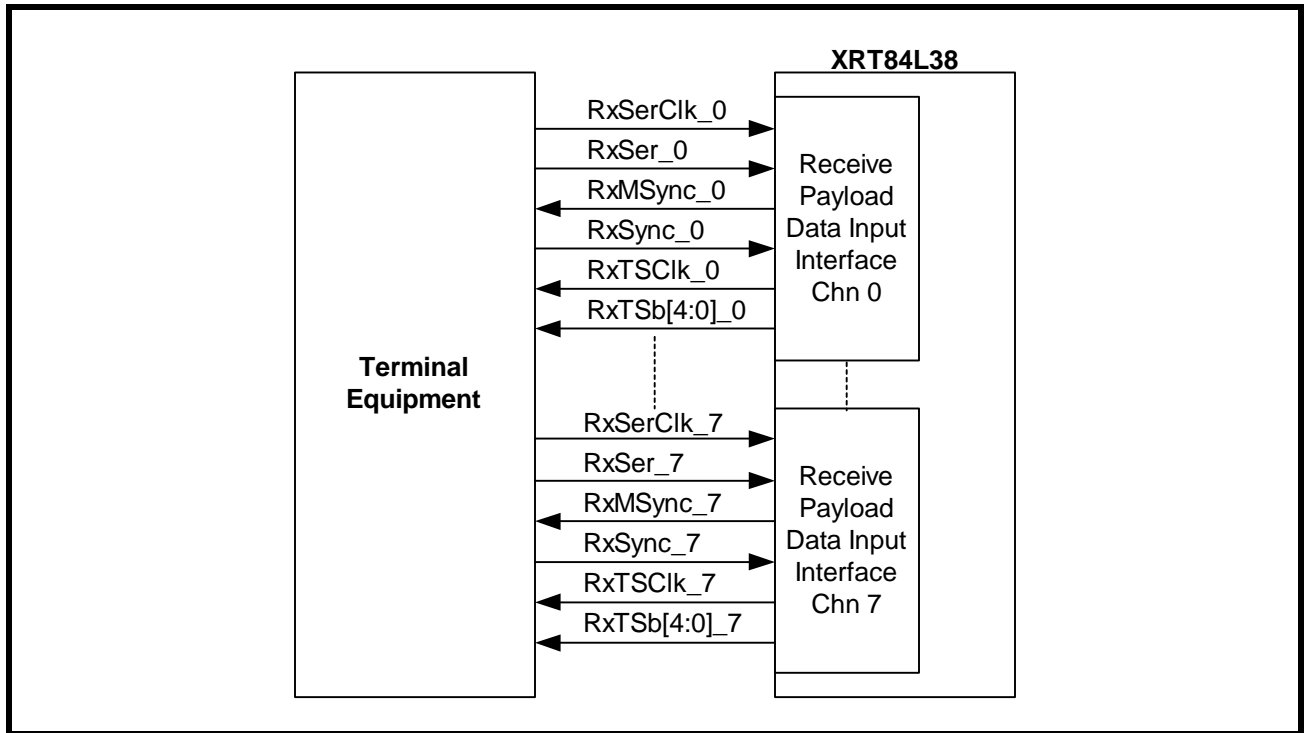 XRT84L38
RxSerClk_0
RxSer_0
RxMSync_0
RxSync_0
RxTSClk_0
RxTSb[4:0]_0
Receive
Payload
Data Input
Interface
Chn 0
Terminal
Equipment
RxSerClk_7
RxSer_7
RxMSync_7
RxSync_7
RxTSClk_7
RxTSb[4:0]_7
Receive
Payload
Data Input
Interface
Chn 7